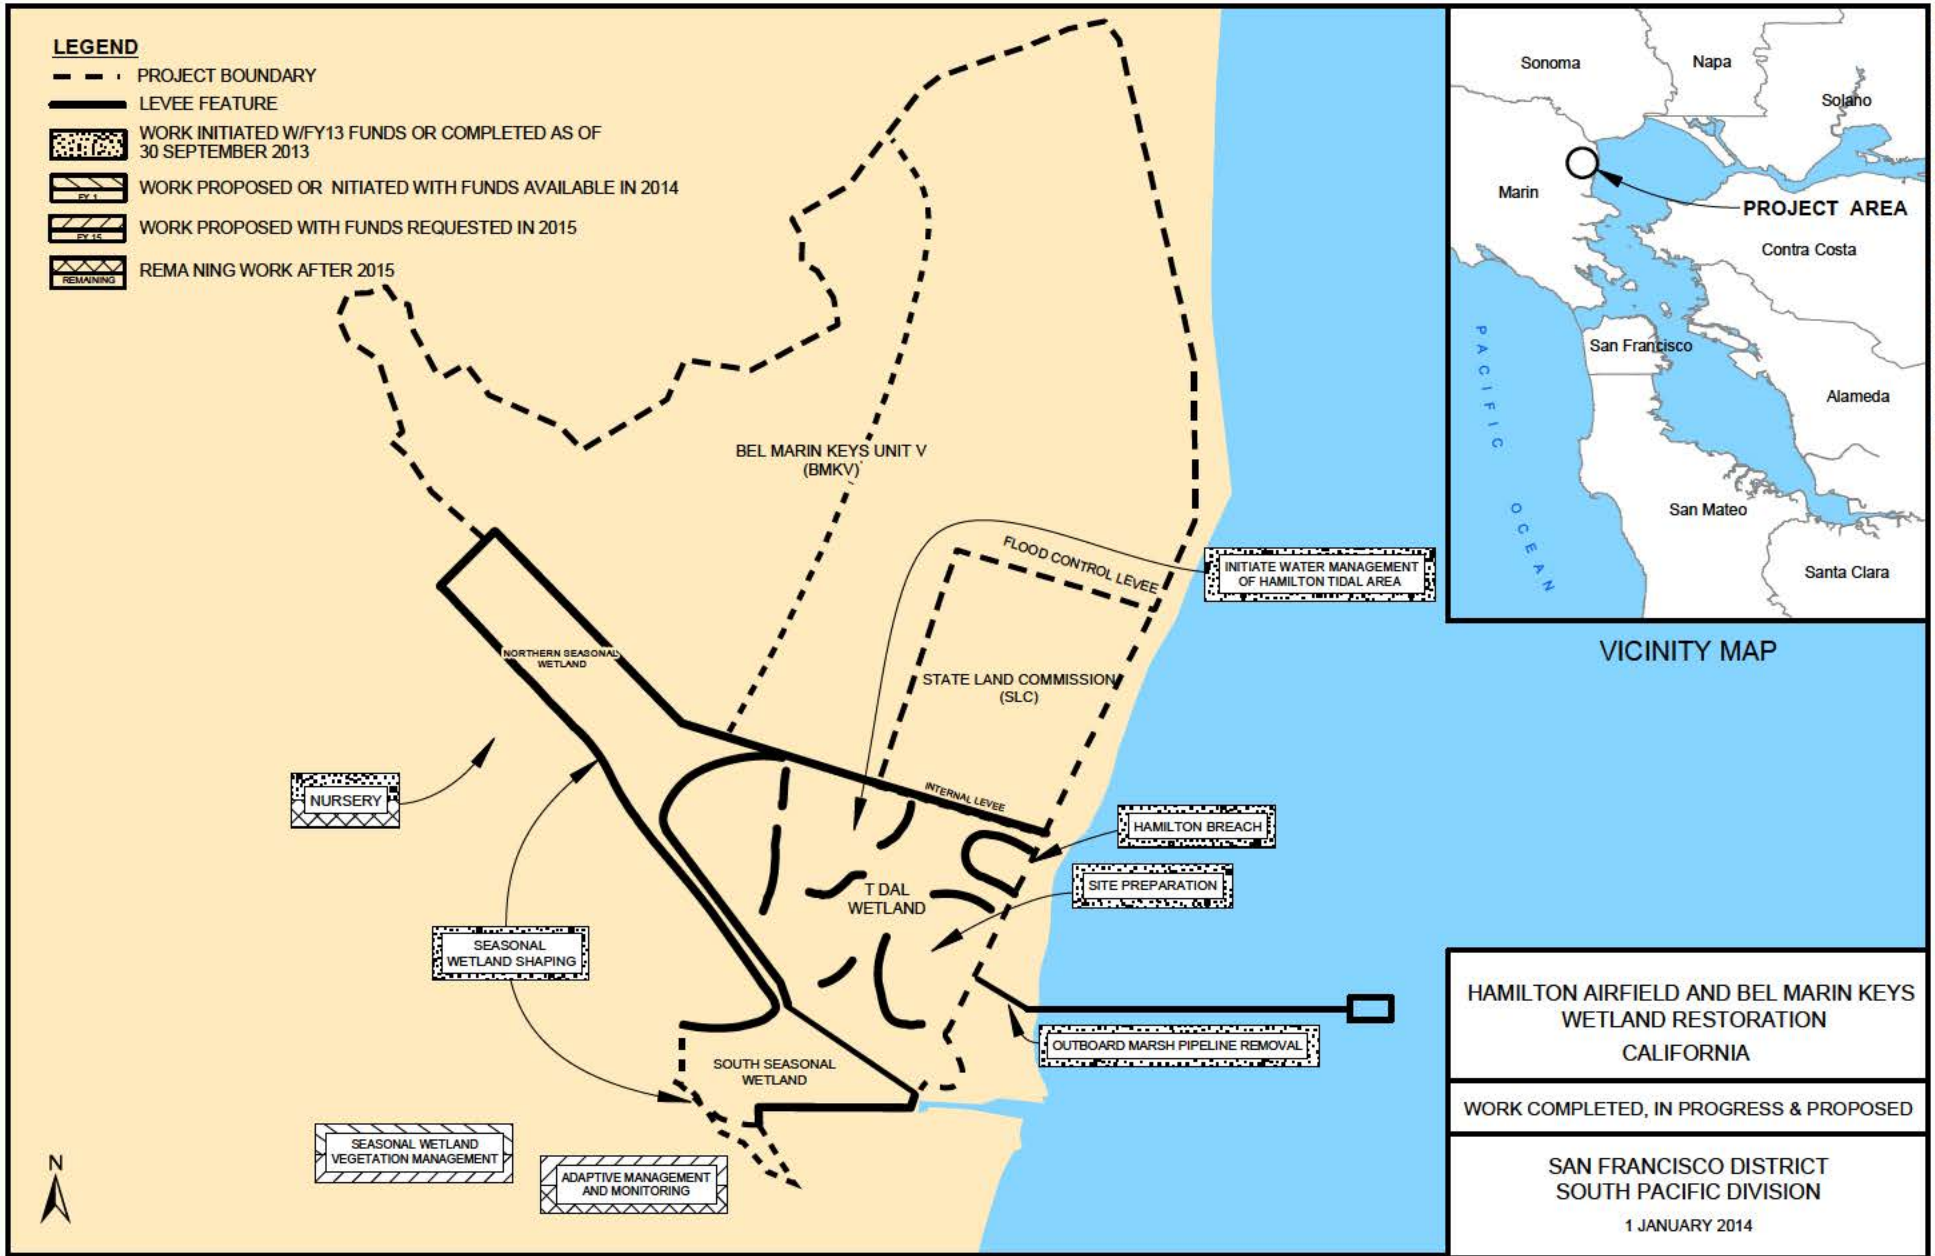 LEGEND
PROJECT BOUNDARY
LEVEE FEATURE
WORK INITIATED W/FY13 FUNDS OR COMPLETED AS OF
30 SEPTEMBER 2013
WORK PROPOSED OR NITIATED WITH FUNDS AVAILABLE IN 2014
FY 1
WORK PROPOSED WITH FUNDS REQUESTED IN 2015
FY 15
REMA NING WORK AFTER 2015
REMAINING
BEL MARIN KEYS UNIT V
(BMKV)
FLOOD CONTROL LEVEE
INITIATE WATER MANAGEMENT
OF HAMILTON TIDAL AREA
NORTHERN SEASONAL
WETLAND
STATE LAND COMMISSION
(SLC)
INTERNAL LEVEE
NURSERY
HAMILTON BREACH
SITE PREPARATION
T DAL
WETLAND
SEASONAL
WETLAND SHAPING
OUTBOARD MARSH PIPELINE REMOVAL
SOUTH SEASONAL
WETLAND
SEASONAL WETLAND
VEGETATION MANAGEMENT
ADAPTIVE MANAGEMENT
AND MONITORING
N
Sonoma
Napa
Solano
Marin
PROJECT AREA
Contra Costa
PACIFIC OCEAN
San Francisco
Alameda
San Mateo
Santa Clara
VICINITY MAP
HAMILTON AIRFIELD AND BEL MARIN KEYS
WETLAND RESTORATION
CALIFORNIA
WORK COMPLETED, IN PROGRESS & PROPOSED
SAN FRANCISCO DISTRICT
SOUTH PACIFIC DIVISION
1 JANUARY 2014